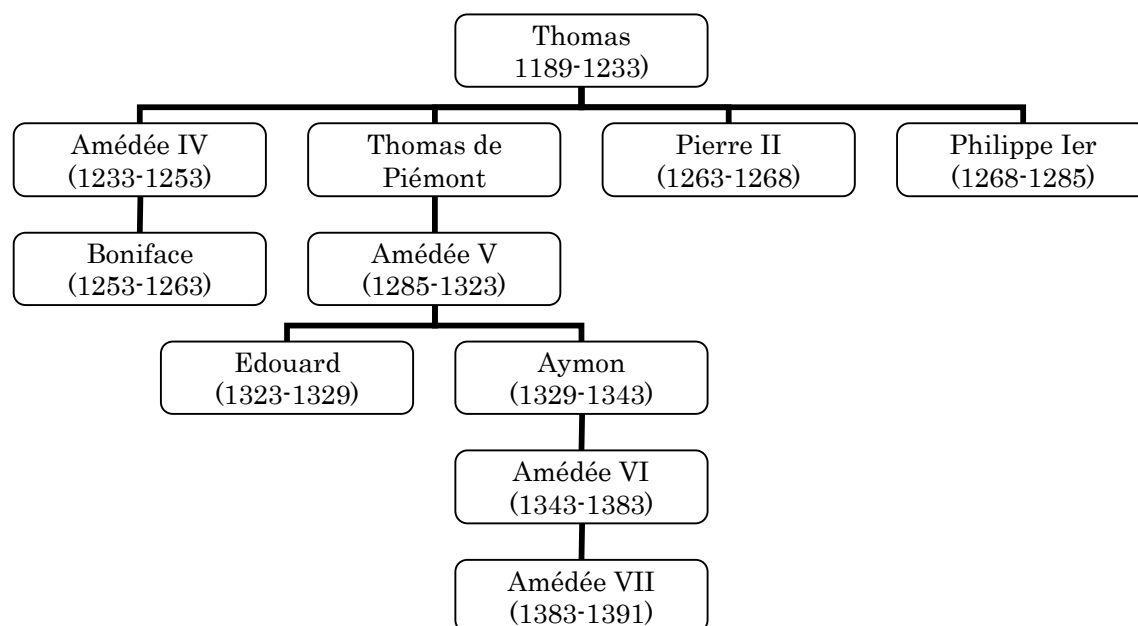 Thomas
1189-1233)
Amédée IV
(1233-1253)
Thomas de
Piémont
Pierre II
(1263-1268)
Philippe Ier
(1268-1285)
Boniface
(1253-1263)
Amédée V
(1285-1323)
Edouard
(1323-1329)
Aymon
(1329-1343)
Amédée VI
(1343-1383)
Amédée VII
(1383-1391)